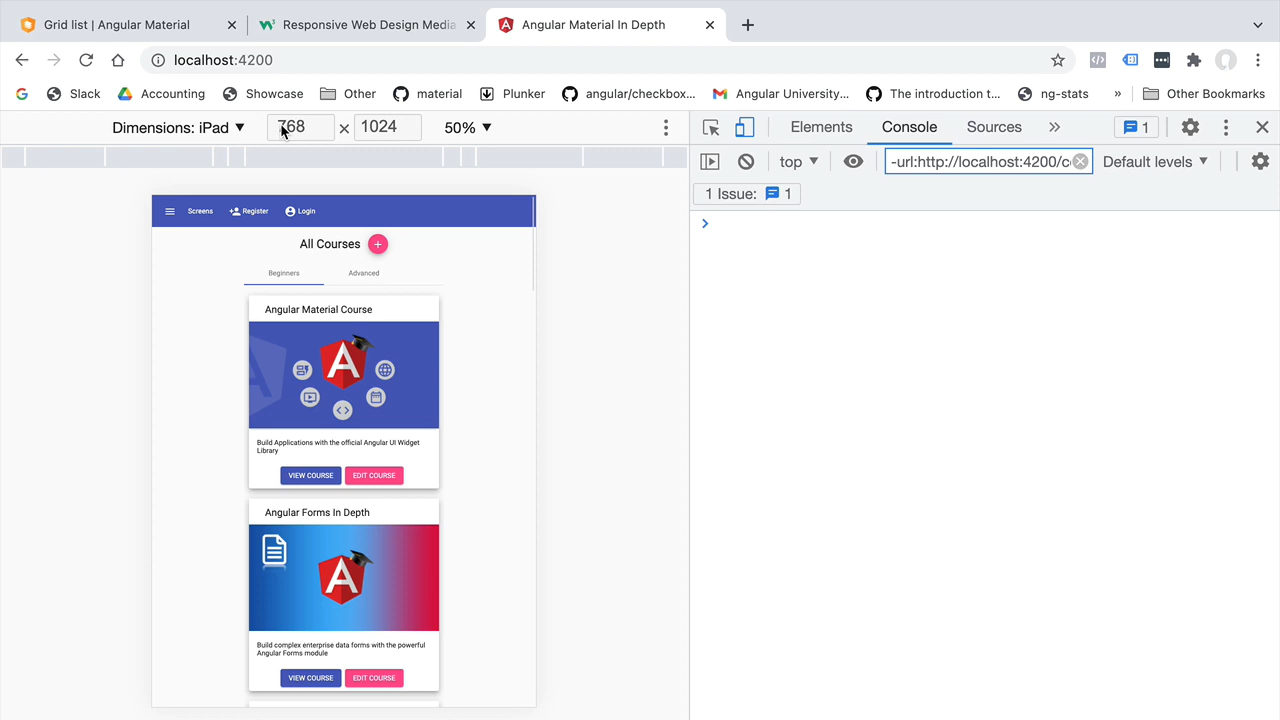 Grid list | Angular Material
Responsive Web Design Media
Angular Material In Depth
localhost:4200
Slack
Accounting
Showcase
Other
material
Plunker
angular/checkbox...
Angular University...
The introduction t...
ng-stats
»
Other Bookmarks
Dimensions: iPad
768 × 1024
50%
Elements
Console
Sources
»
1
top
-url:http://localhost:4200/c
Default levels
1 Issue: 1
Screens
Register
Login
All Courses +
Beginners
Advanced
Angular Material Course
A
Build Applications with the official Angular UI Widget
Library
VIEW COURSE
EDIT COURSE
Angular Forms In Depth
A
Build complex enterprise data forms with the powerful
Angular Forms module
VIEW COURSE
EDIT COURSE